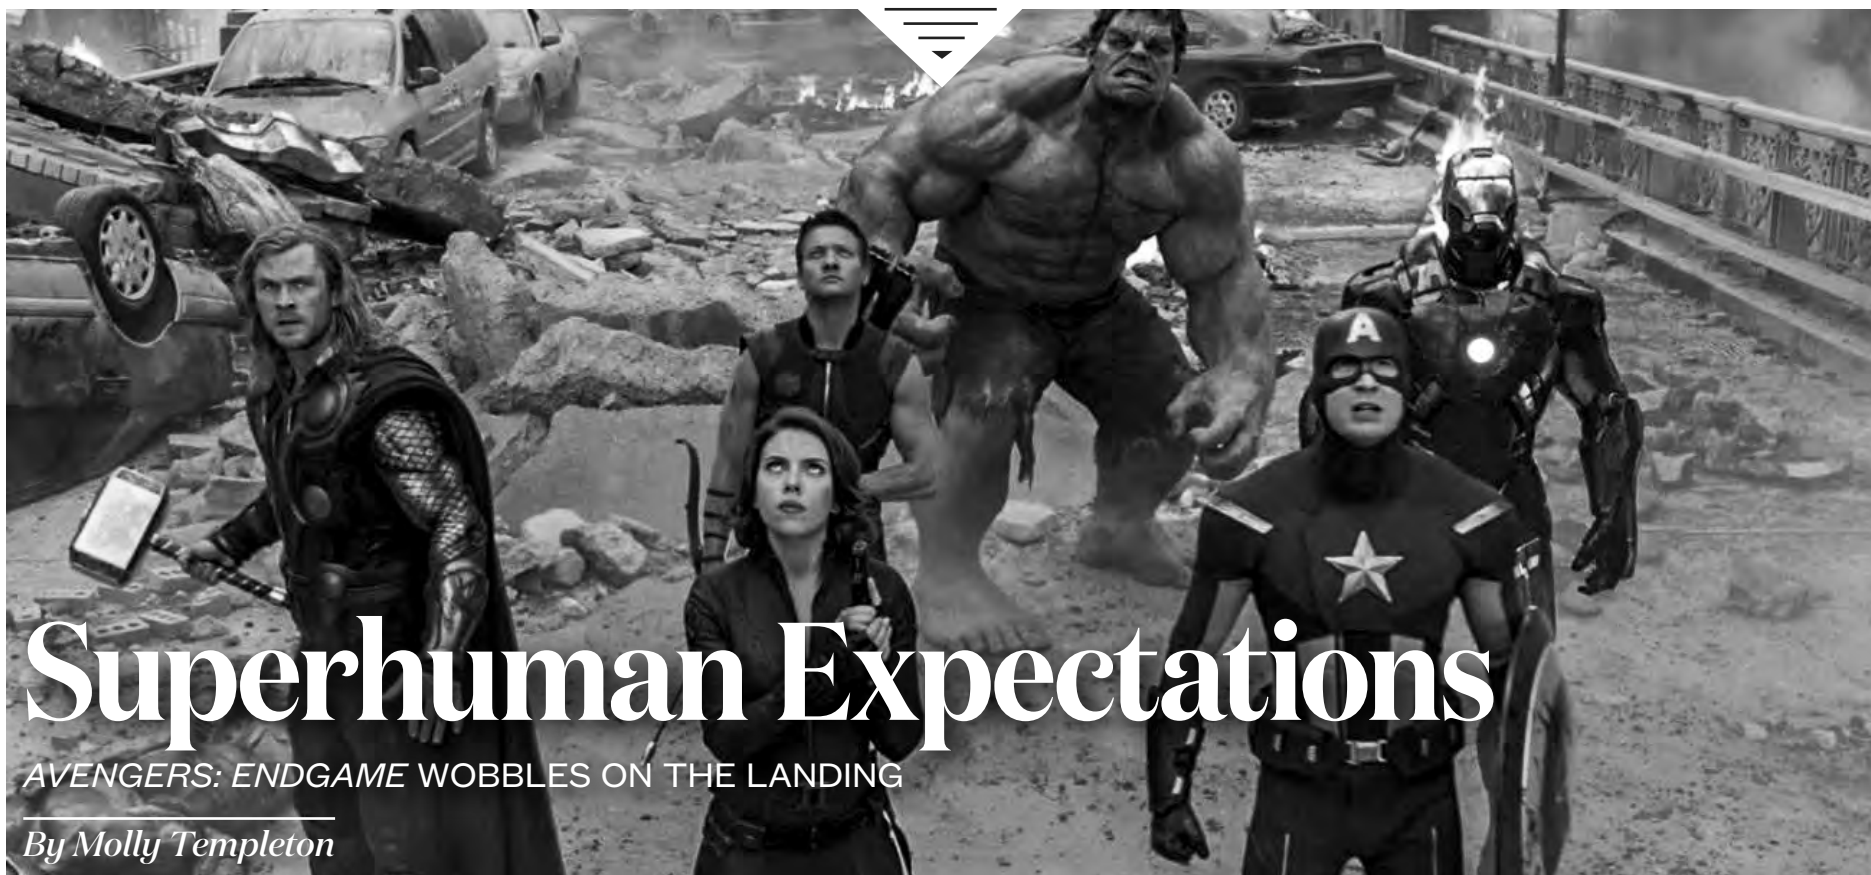 A
Superhuman Expectations
AVENGERS: ENDGAME WOBBLES ON THE LANDING
By Molly Templeton